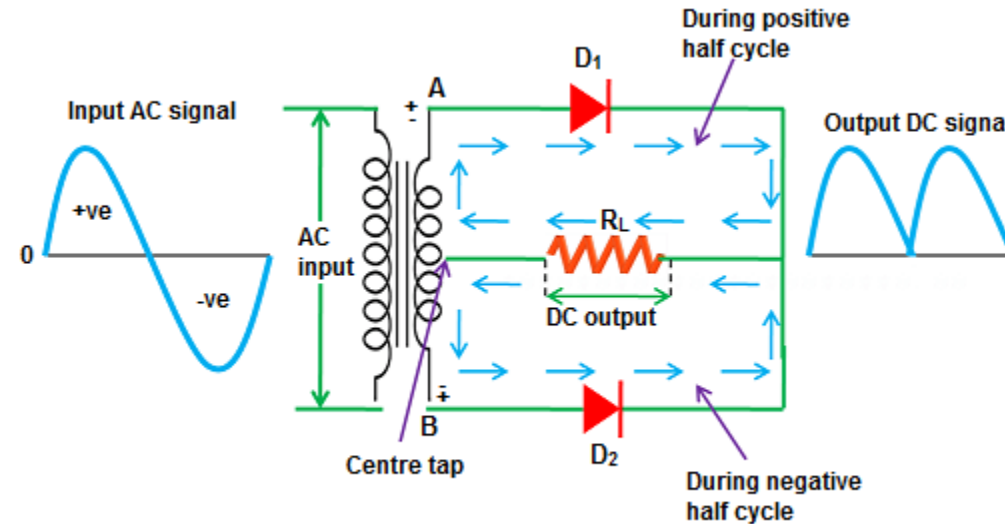 During positive
half cycle
D1
A
+
-
Input AC signal
Output DC signal
+ve
RL
0
AC
input
-ve
DC output
-
+
B
Centre tap
D2
During negative
half cycle